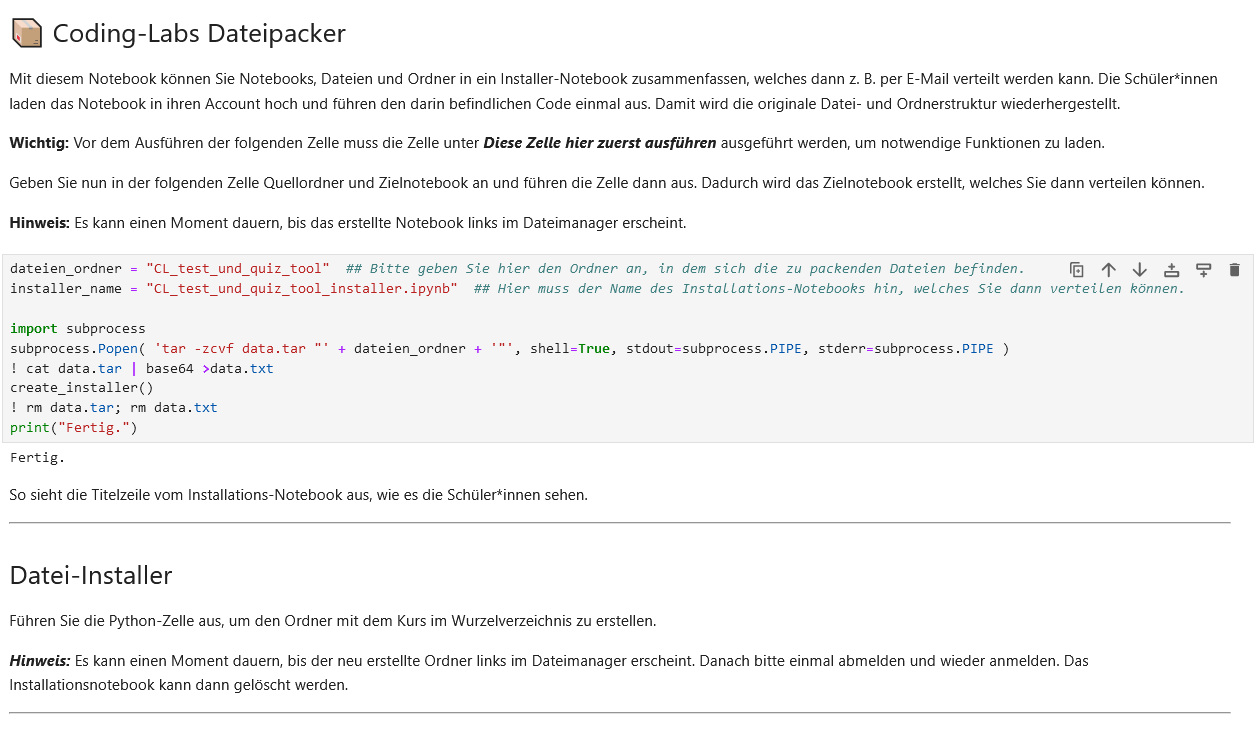 Coding-Labs Dateipacker
Mit diesem Notebook können Sie Notebooks, Dateien und Ordner in ein Installer-Notebook zusammenfassen, welches dann z. B. per E-Mail verteilt werden kann. Die Schüler*innen
laden das Notebook in ihren Account hoch und führen den darin befindlichen Code einmal aus. Damit wird die originale Datei- und Ordnerstruktur wiederhergestellt.
Wichtig: Vor dem Ausführen der folgenden Zelle muss die Zelle unter Diese Zelle hier zuerst ausführen ausgeführt werden, um notwendige Funktionen zu laden.
Geben Sie nun in der folgenden Zelle Quellordner und Zielnotebook an und führen die Zelle dann aus. Dadurch wird das Zielnotebook erstellt, welches Sie dann verteilen können.
Hinweis: Es kann einen Moment dauern, bis das erstellte Notebook links im Dateimanager erscheint.
dateien_ordner = "CL_test_und_quiz_tool"  ## Bitte geben Sie hier den Ordner an, in dem sich die zu packenden Dateien befinden.
installer_name = "CL_test_und_quiz_tool_installer.ipynb"  ## Hier muss der Name des Installations-Notebooks hin, welches Sie dann verteilen können.
import subprocess
subprocess.Popen( 'tar -zcvf data.tar "' + dateien_ordner + '"', shell=True, stdout=subprocess.PIPE, stderr=subprocess.PIPE )
! cat data.tar | base64 >data.txt
create_installer()
! rm data.tar; rm data.txt
print("Fertig.")
Fertig.
So sieht die Titelzeile vom Installations-Notebook aus, wie es die Schüler*innen sehen.
Datei-Installer
Führen Sie die Python-Zelle aus, um den Ordner mit dem Kurs im Wurzelverzeichnis zu erstellen.
Hinweis: Es kann einen Moment dauern, bis der neu erstellte Ordner links im Dateimanager erscheint. Danach bitte einmal abmelden und wieder anmelden. Das
Installationsnotebook kann dann gelöscht werden.